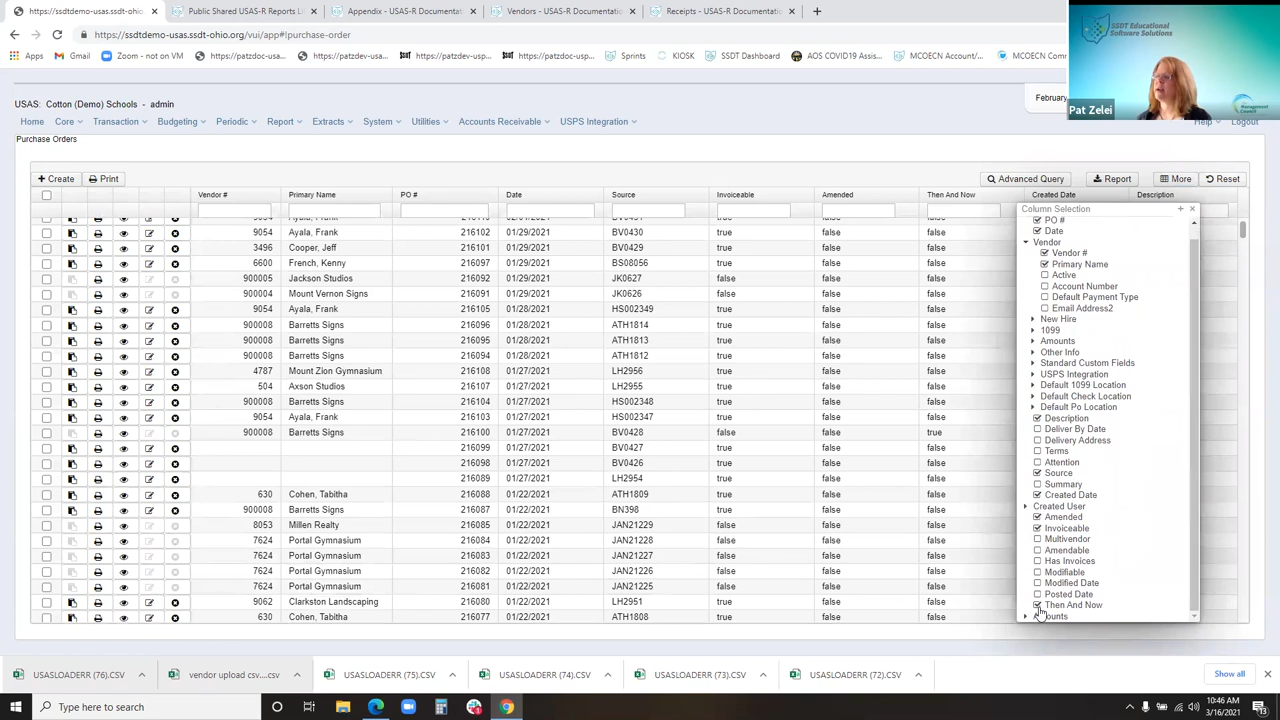 https://ssdtdemo-usas.ssdt-ohio.
Public Shared USAS-R Reports Li
Appendix - USAS-R Documentat
Vendors - USAS-R Documentatio
Receipts - USAS-R Documentatio
https://ssdtdemo-usas.ssdt-ohio.org/vui/app#!purchase-order
Apps Gmail Zoom - not on VM https://patzdoc-usa... https://patzdev-usp... https://patzdev-usp... Sprints KIOSK SSDT Dashboard AOS COVID19 Assis... MCOECN Account/... MCOECN Comm
SSDT Educational
Software Solutions
Management
Council
Pat Zelei
USAS: Cotton (Demo) Schools - admin
February
Home Core Transaction Budgeting Periodic Report Extracts System Utilities Accounts Receivable USPS Integration Help Logout
Purchase Orders
Create Print Advanced Query Report More Reset
Vendor # Primary Name PO # Date Source Invoiceable Amended Then And Now Created Date Description
9054 Ayala, Frank 216102 01/29/2021 BV0430 true false false
3496 Cooper, Jeff 216101 01/29/2021 BV0429 true false false
6600 French, Kenny 216097 01/29/2021 BS08056 true false false
900005 Jackson Studios 216092 01/28/2021 JK0627 false false false
900004 Mount Vernon Signs 216091 01/28/2021 JK0626 false false false
9054 Ayala, Frank 216105 01/28/2021 HS002349 true false false
900008 Barretts Signs 216096 01/28/2021 ATH1814 true false false
900008 Barretts Signs 216095 01/28/2021 ATH1813 true false false
900008 Barretts Signs 216094 01/28/2021 ATH1812 true false false
4787 Mount Zion Gymnasium 216108 01/27/2021 LH2956 true false false
504 Axson Studios 216107 01/27/2021 LH2955 true false false
900008 Barretts Signs 216104 01/27/2021 HS002348 true false false
9054 Ayala, Frank 216103 01/27/2021 HS002347 true false false
900008 Barretts Signs 216100 01/27/2021 BV0428 false false true
216099 01/27/2021 BV0427 true false false
216098 01/27/2021 BV0426 true false false
216089 01/27/2021 LH2954 true false false
630 Cohen, Tabitha 216088 01/22/2021 ATH1809 true false false
900008 Barretts Signs 216087 01/22/2021 BN398 true false false
8053 Millen Realty 216085 01/22/2021 JAN21229 false false false
7624 Portal Gymnasium 216084 01/22/2021 JAN21228 false false false
7624 Portal Gymnasium 216083 01/22/2021 JAN21227 false false false
7624 Portal Gymnasium 216082 01/22/2021 JAN21226 false false false
7624 Portal Gymnasium 216081 01/22/2021 JAN21225 false false false
9062 Clarkston Landscaping 216080 01/22/2021 LH2951 true false false
630 Cohen, Tabitha 216077 01/22/2021 ATH1808 true false false
Column Selection
PO #
Date
Vendor
Vendor #
Primary Name
Active
Account Number
Default Payment Type
Email Address2
New Hire
1099
Amounts
Other Info
Standard Custom Fields
USPS Integration
Default 1099 Location
Default Check Location
Default Po Location
Description
Deliver By Date
Delivery Address
Terms
Attention
Source
Summary
Created Date
Created User
Amended
Invoiceable
Multivendor
Amendable
Has Invoices
Modifiable
Modified Date
Posted Date
Then And Now
USASLOADERR (76).CSV vendor upload csv....csv USASLOADERR (75).CSV USASLOADERR (74).CSV USASLOADERR (73).CSV USASLOADERR (72).CSV Show all
Type here to search
10:46 AM
3/16/2021
13